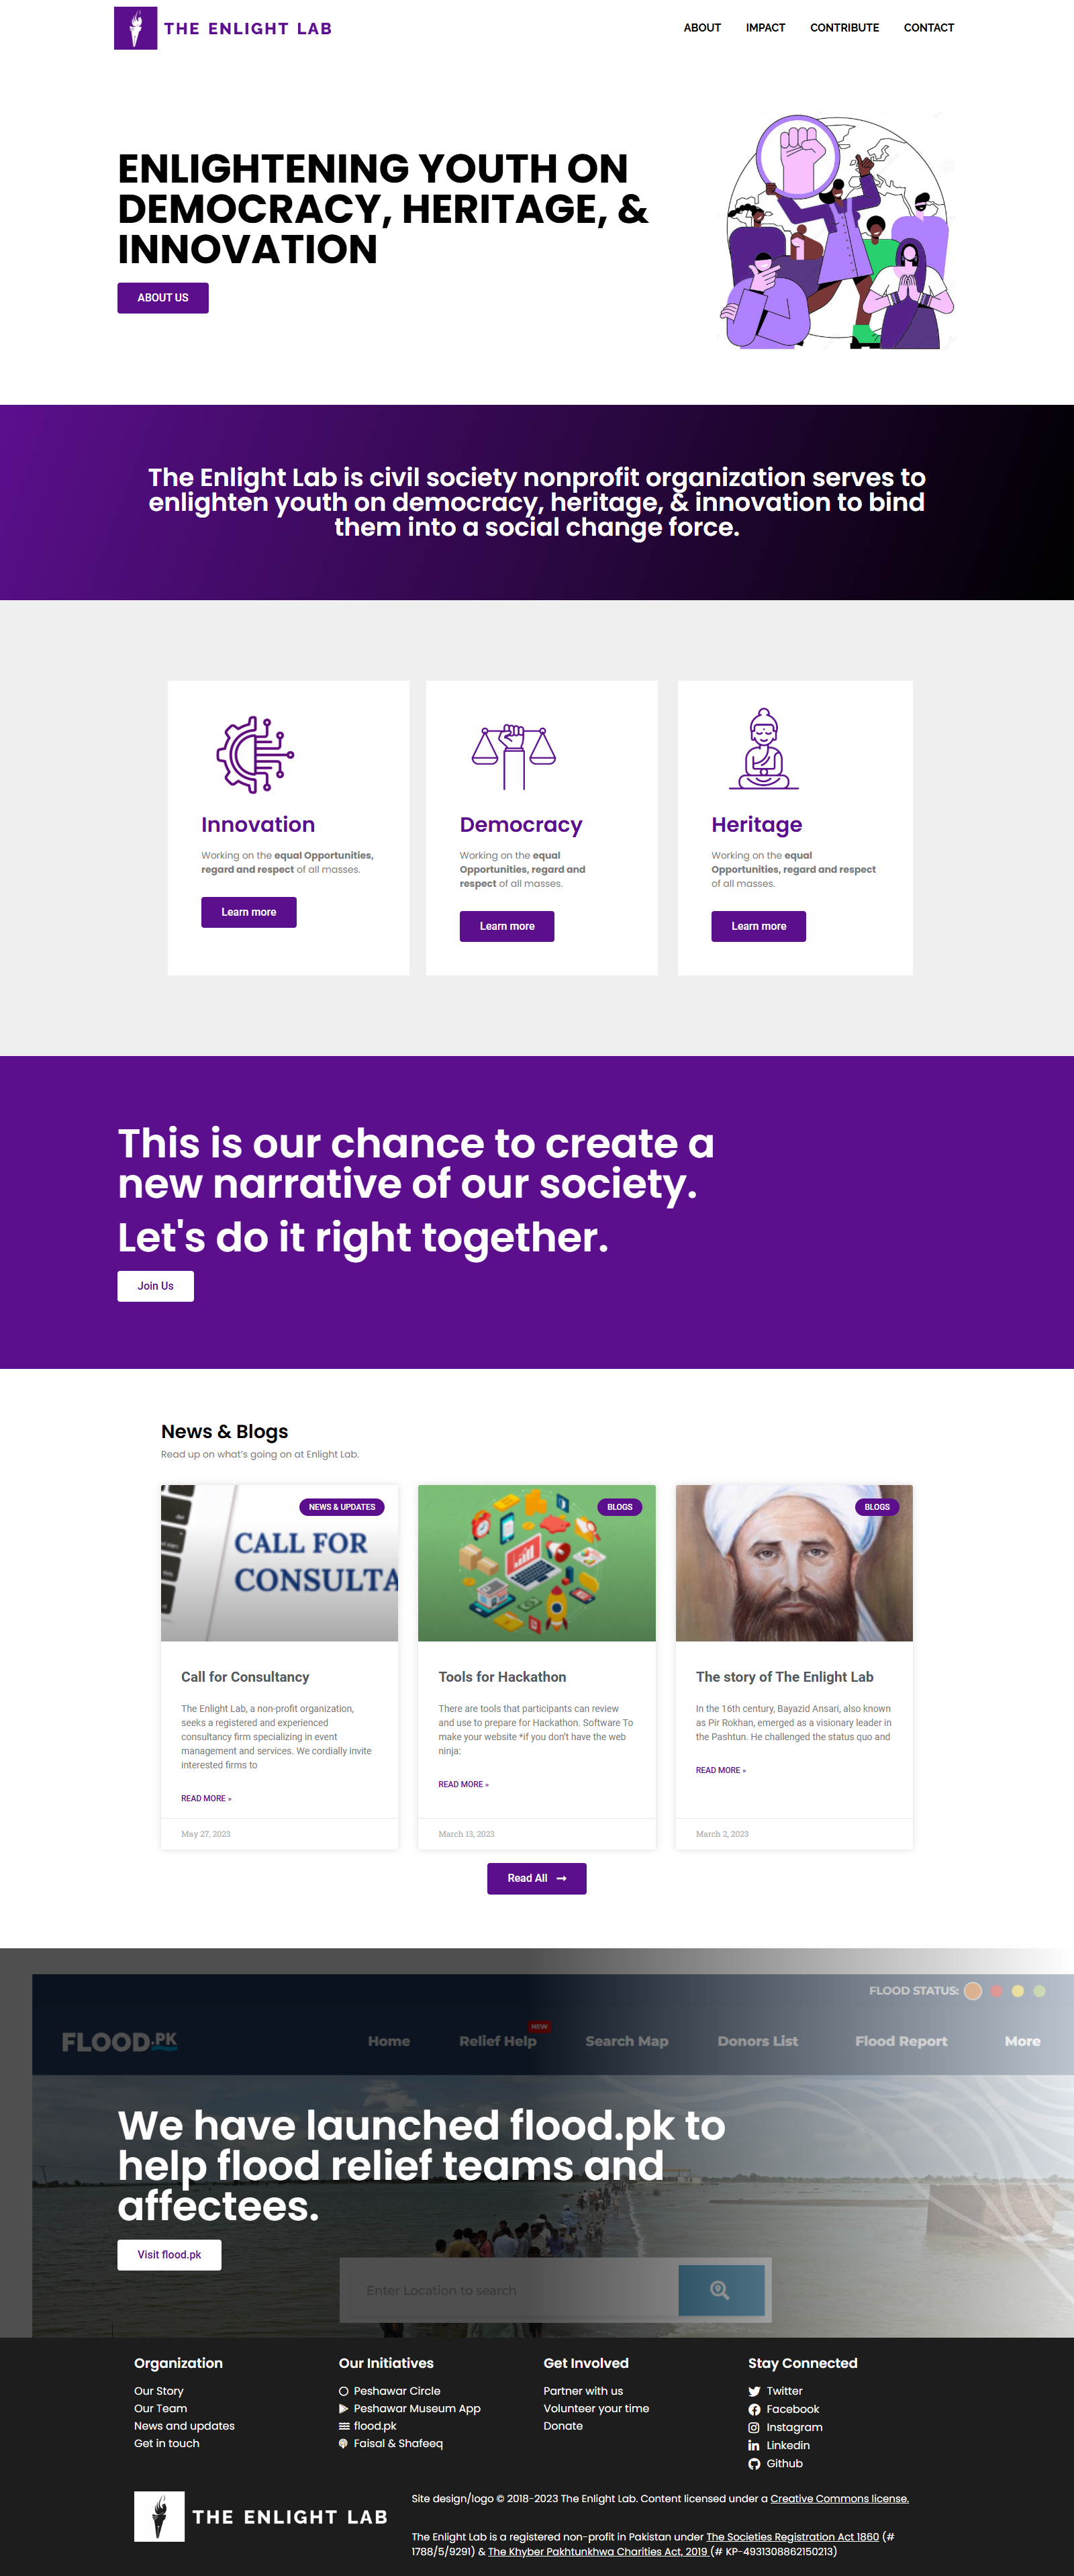 THE ENLIGHT LAB
ABOUT
IMPACT
CONTRIBUTE
CONTACT
ENLIGHTENING YOUTH ON
DEMOCRACY, HERITAGE, &
INNOVATION
ABOUT US
The Enlight Lab is civil society nonprofit organization serves to
enlighten youth on democracy, heritage, & innovation to bind
them into a social change force.
Innovation
Working on the equal Opportunities,
regard and respect of all masses.
Learn more
Democracy
Working on the equal
Opportunities, regard and
respect of all masses.
Learn more
Heritage
Working on the equal
Opportunities, regard and respect
of all masses.
Learn more
This is our chance to create a
new narrative of our society.
Let's do it right together.
Join Us
News & Blogs
Read up on what's going on at Enlight Lab.
NEWS & UPDATES
CALL FOR
CONSULTA
Call for Consultancy
The Enlight Lab, a non-profit organization,
seeks a registered and experienced
consultancy firm specializing in event
management and services. We cordially invite
interested firms to
READ MORE »
May 27, 2023
BLOGS
Tools for Hackathon
There are tools that participants can review
and use to prepare for Hackathon. Software To
make your website *if you don't have the web
ninja:
READ MORE »
March 13, 2023
BLOGS
The story of The Enlight Lab
In the 16th century, Bayazid Ansari, also known
as Pir Rokhan, emerged as a visionary leader in
the Pashtun. He challenged the status quo and
READ MORE »
March 2, 2023
Read All →
FLOOD STATUS:
FLOOD.PK
Home
Relief Help
NEW
Search Map
Donors List
Flood Report
More
We have launched flood.pk to
help flood relief teams and
affectees.
Visit flood.pk
Enter Location to search
Organization
Our Story
Our Team
News and updates
Get in touch
Our Initiatives
Peshawar Circle
Peshawar Museum App
flood.pk
Faisal & Shafeeq
Get Involved
Partner with us
Volunteer your time
Donate
Stay Connected
Twitter
Facebook
Instagram
Linkedin
Github
THE ENLIGHT LAB
Site design/logo © 2018-2023 The Enlight Lab. Content licensed under a Creative Commons license.
The Enlight Lab is a registered non-profit in Pakistan under The Societies Registration Act 1860 (#
1788/5/9291) & The Khyber Pakhtunkhwa Charities Act, 2019 (# KP-4931308862150213)